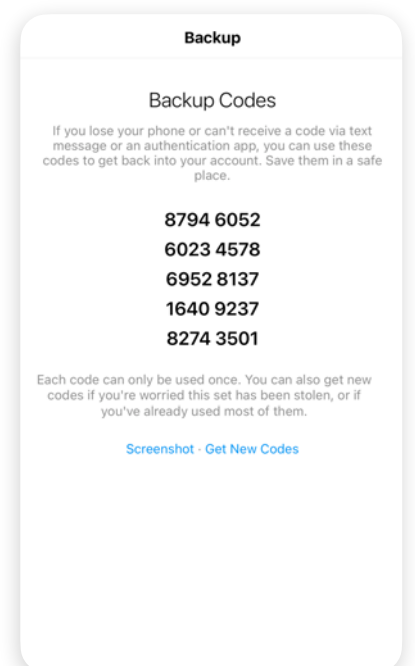 Backup
Backup Codes
If you lose your phone or can't receive a code via text
message or an authentication app, you can use these
codes to get back into your account. Save them in a safe
place.
8794 6052
6023 4578
6952 8137
1640 9237
8274 3501
Each code can only be used once. You can also get new
codes if you're worried this set has been stolen, or if
you've already used most of them.
Screenshot · Get New Codes